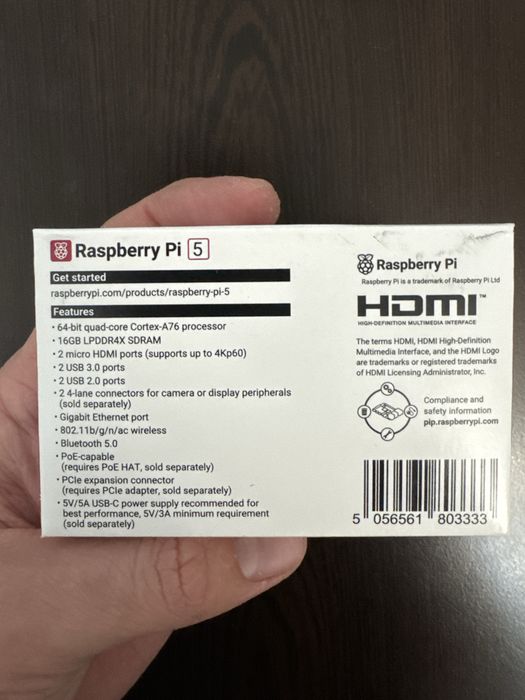 Raspberry Pi 5
Get started
raspberrypi.com/products/raspberry-pi-5
Features
· 64-bit quad-core Cortex-A76 processor
· 16GB LPDDR4X SDRAM
· 2 micro HDMI ports (supports up to 4Kp60)
· 2 USB 3.0 ports
· 2 USB 2.0 ports
· 2 4-lane connectors for camera or display peripherals
(sold separately)
· Gigabit Ethernet port
· 802.11b/g/n/ac wireless
· Bluetooth 5.0
· PoE-capable
(requires PoE HAT, sold separately)
· PCIe expansion connector
(requires PCIe adapter, sold separately)
· 5V/5A USB-C power supply recommended for
best performance, 5V/3A minimum requirement
(sold separately)
Raspberry Pi
Raspberry Pi is a trademark of Raspberry Pi Ltd
HDMI™
HIGH-DEFINITION MULTIMEDIA INTERFACE
The terms HDMI, HDMI High-Definition
Multimedia Interface, and the HDMI Logo
are trademarks or registered trademarks
of HDMI Licensing Administrator, Inc.
Compliance and
safety information
pip.raspberrypi.com
5 056561 803333